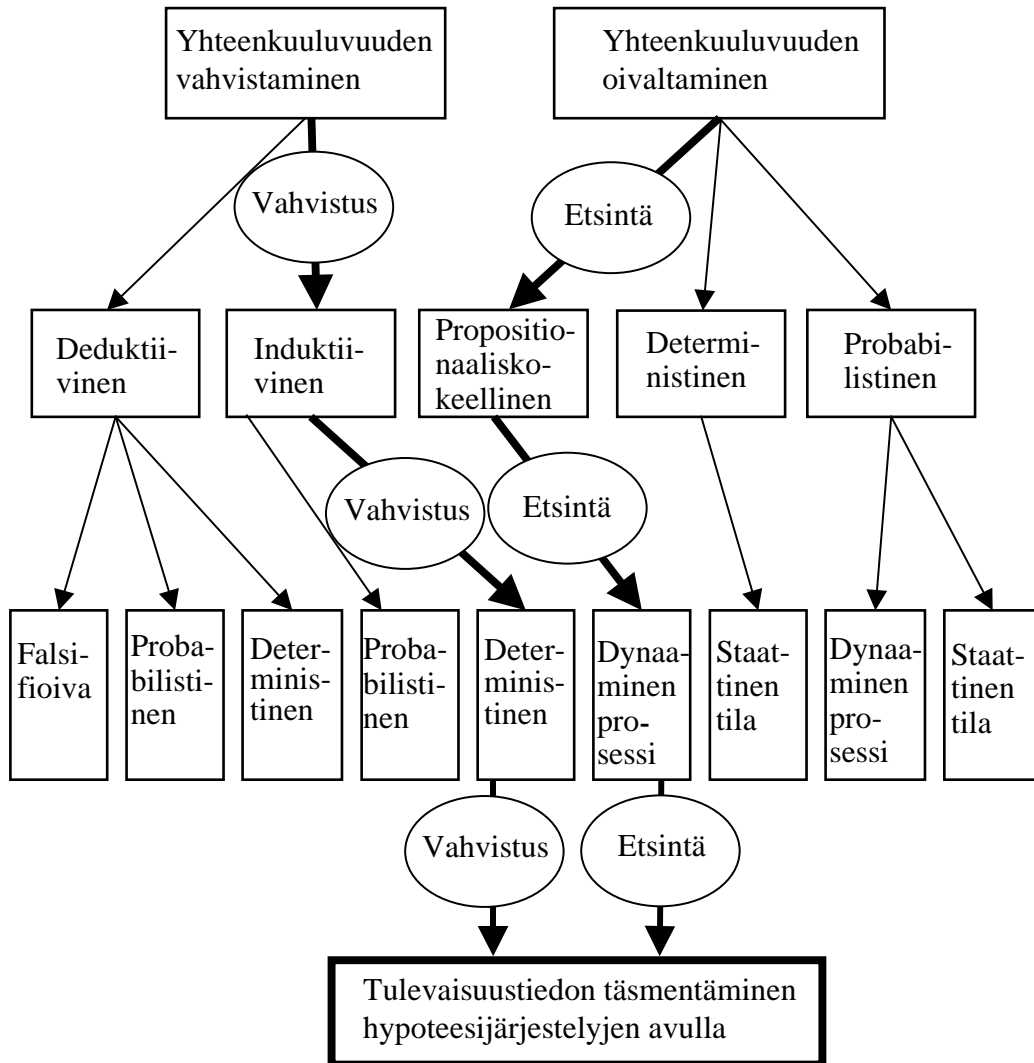 Yhteenkuuluvuuden
vahvistaminen
Yhteenkuuluvuuden
oivaltaminen
Vahvistus
Etsintä
Deduktii-
vinen
Induktii-
vinen
Propositio-
naalisko-
keellinen
Determi-
nistinen
Probabi-
listinen
Vahvistus
Etsintä
Falsi-
fioiva
Proba-
bilisti-
nen
Deter-
minis-
tinen
Proba-
bilisti-
nen
Deter-
minis-
tinen
Dynaa-
minen
pro-
sessi
Staat-
tinen
tila
Dynaa-
minen
pro-
sessi
Staat-
tinen
tila
Vahvistus
Etsintä
Tulevaisuustiedon täsmentäminen
hypoteesijärjestelyjen avulla